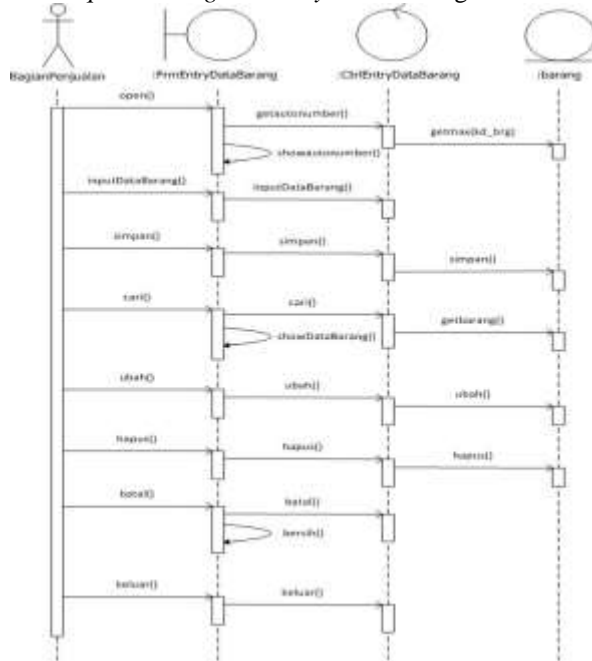 BagianPenjualan :FrmEntryDataBarang :CtrlEntryDataBarang :barang
open()
getautonumber()
getmax(kd_brg)
showautonumber()
inputDataBarang() inputDataBarang()
simpan() simpan()
simpan()
cari() cari()
getbarang()
showDataBarang()
ubah() ubah() ubah()
hapus() hapus() hapus()
batal() batal()
bersih()
keluar() keluar()